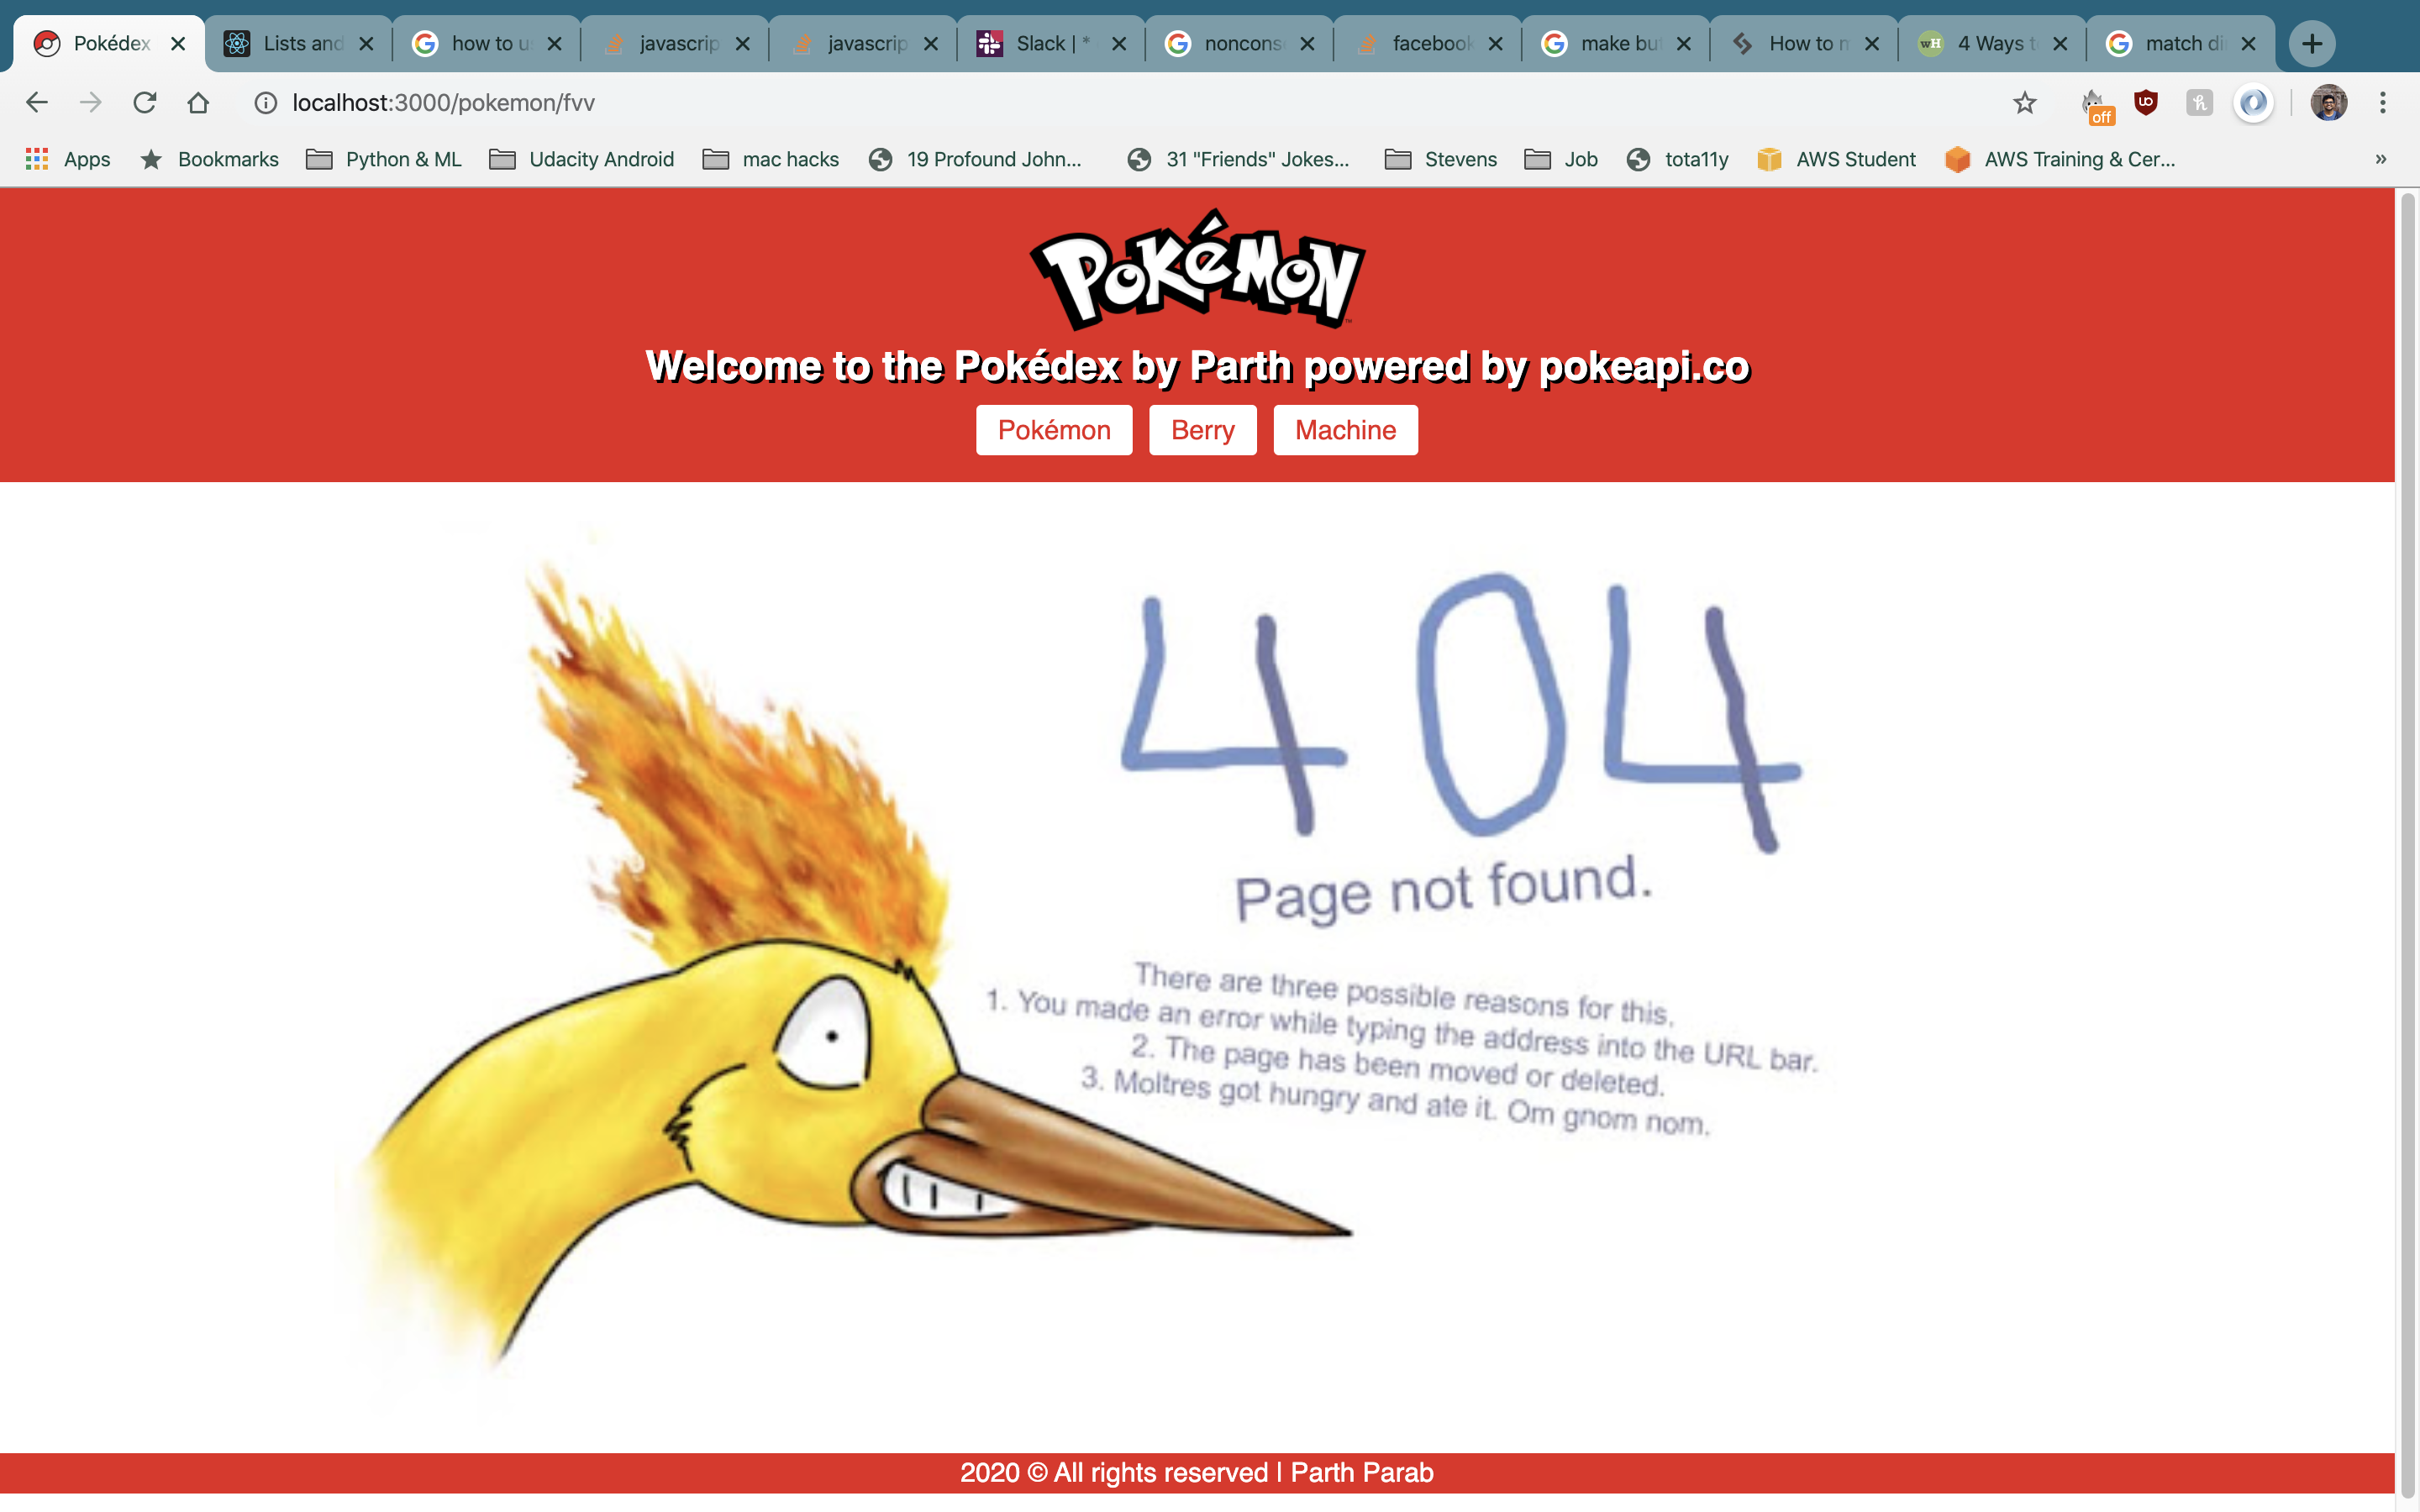 Pokédex
Lists and
how to u
javascrip
javascrip
Slack | *
nonconse
facebook
make bu
How to m
4 Ways t
match di
localhost:3000/pokemon/fvv
off
Apps
Bookmarks
Python & ML
Udacity Android
mac hacks
19 Profound John...
31 "Friends" Jokes...
Stevens
Job
tota11y
AWS Student
AWS Training & Cer...
»
POKéMON
Welcome to the Pokédex by Parth powered by pokeapi.co
Pokémon
Berry
Machine
404
Page not found.
There are three possible reasons for this.
1. You made an error while typing the address into the URL bar.
2. The page has been moved or deleted.
3. Moltres got hungry and ate it. Om gnom nom.
2020 © All rights reserved | Parth Parab